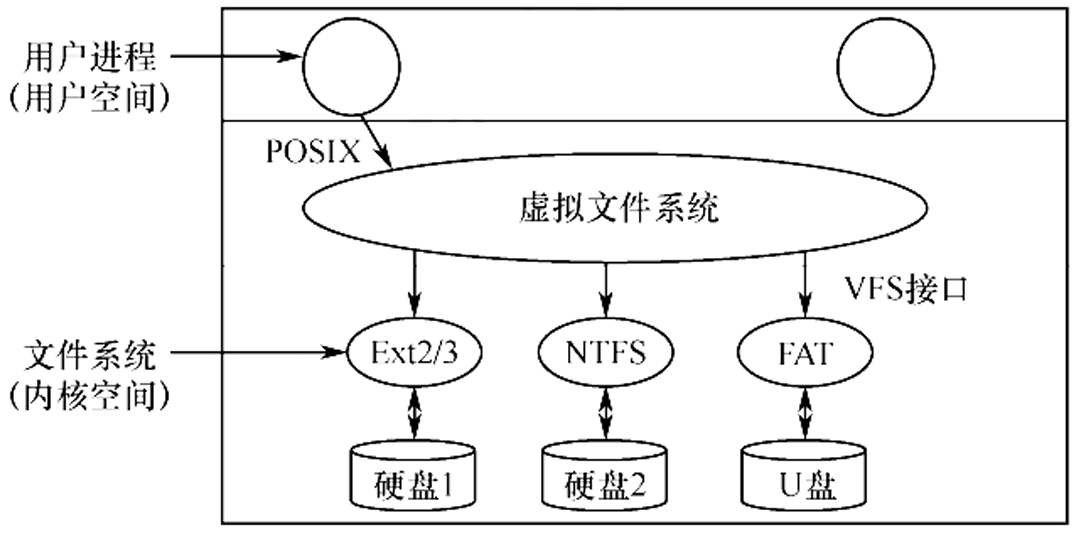 用户进程
(用户空间)
POSIX
虚拟文件系统
VFS接口
文件系统
(内核空间)
Ext2/3
NTFS
FAT
硬盘1
硬盘2
U盘